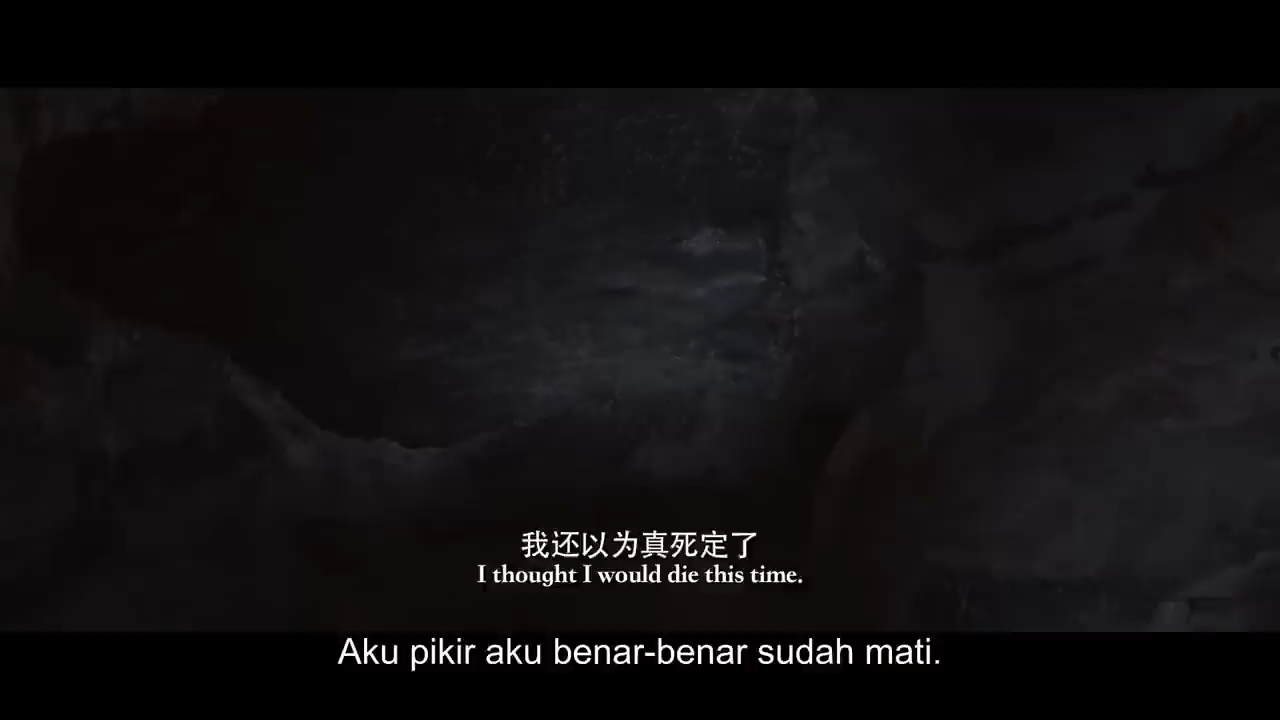 我还以为真死定了
I thought I would die this time.
Aku pikir aku benar-benar sudah mati.